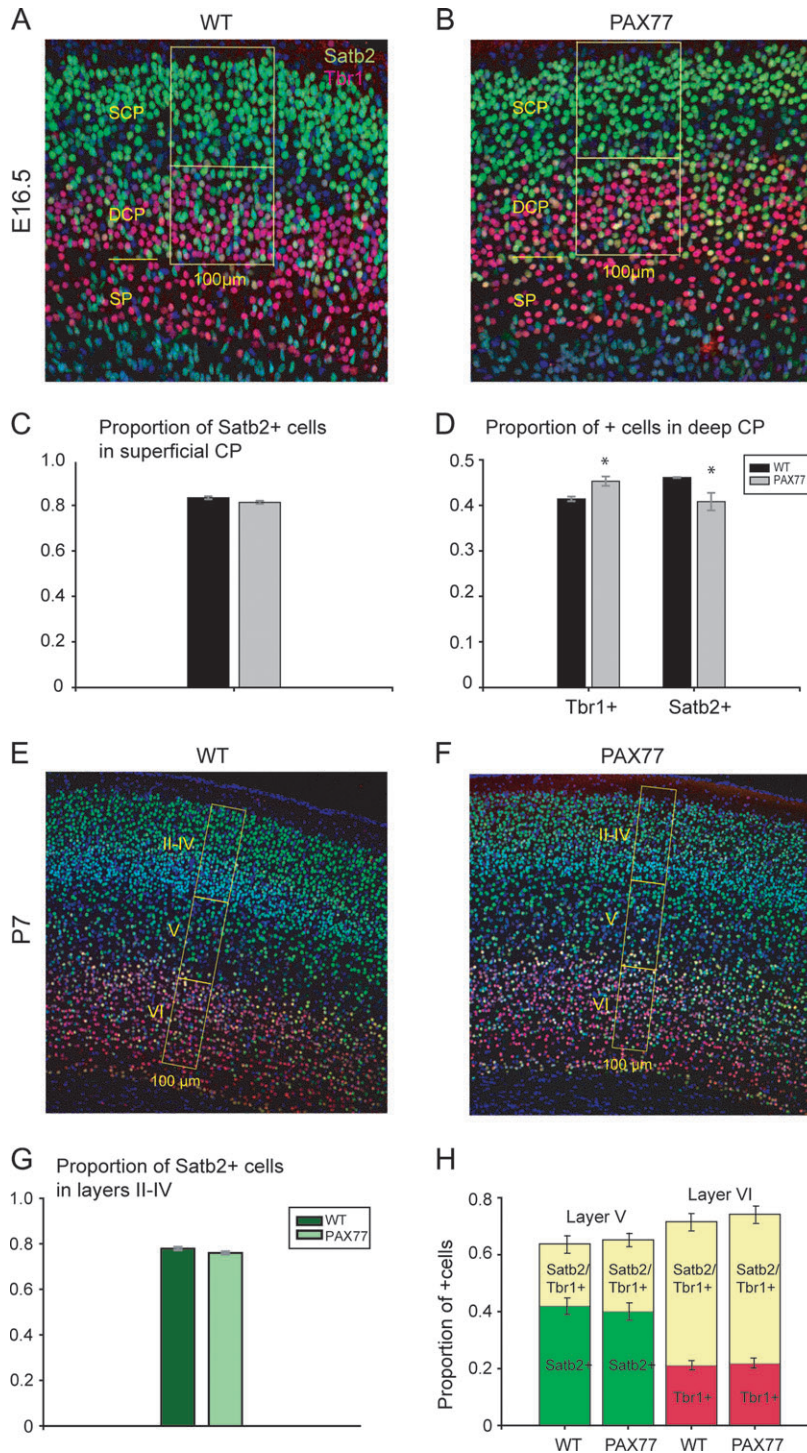 A
WT
Satb2
Tbr1
SCP
DCP
SP
100µm
E16.5
B
PAX77
SCP
DCP
SP
100µm
C
Proportion of Satb2+ cells
in superficial CP
1.0
0.8
0.6
0.4
0.2
0
D
Proportion of + cells in deep CP
0.5
0.4
0.3
0.2
0.1
0
*
*
WT
PAX77
Tbr1+
Satb2+
E
WT
II-IV
V
VI
100 µm
P7
F
PAX77
II-IV
V
VI
100 µm
G
Proportion of Satb2+ cells
in layers II-IV
1.0
0.8
0.6
0.4
0.2
0
WT
PAX77
H
Proportion of +cells
0.8
0.6
0.4
0.2
0
Layer V
Layer VI
Satb2/
Tbr1+
Satb2/
Tbr1+
Satb2/
Tbr1+
Satb2/
Tbr1+
Satb2+
Satb2+
Tbr1+
Tbr1+
WT
PAX77
WT
PAX77